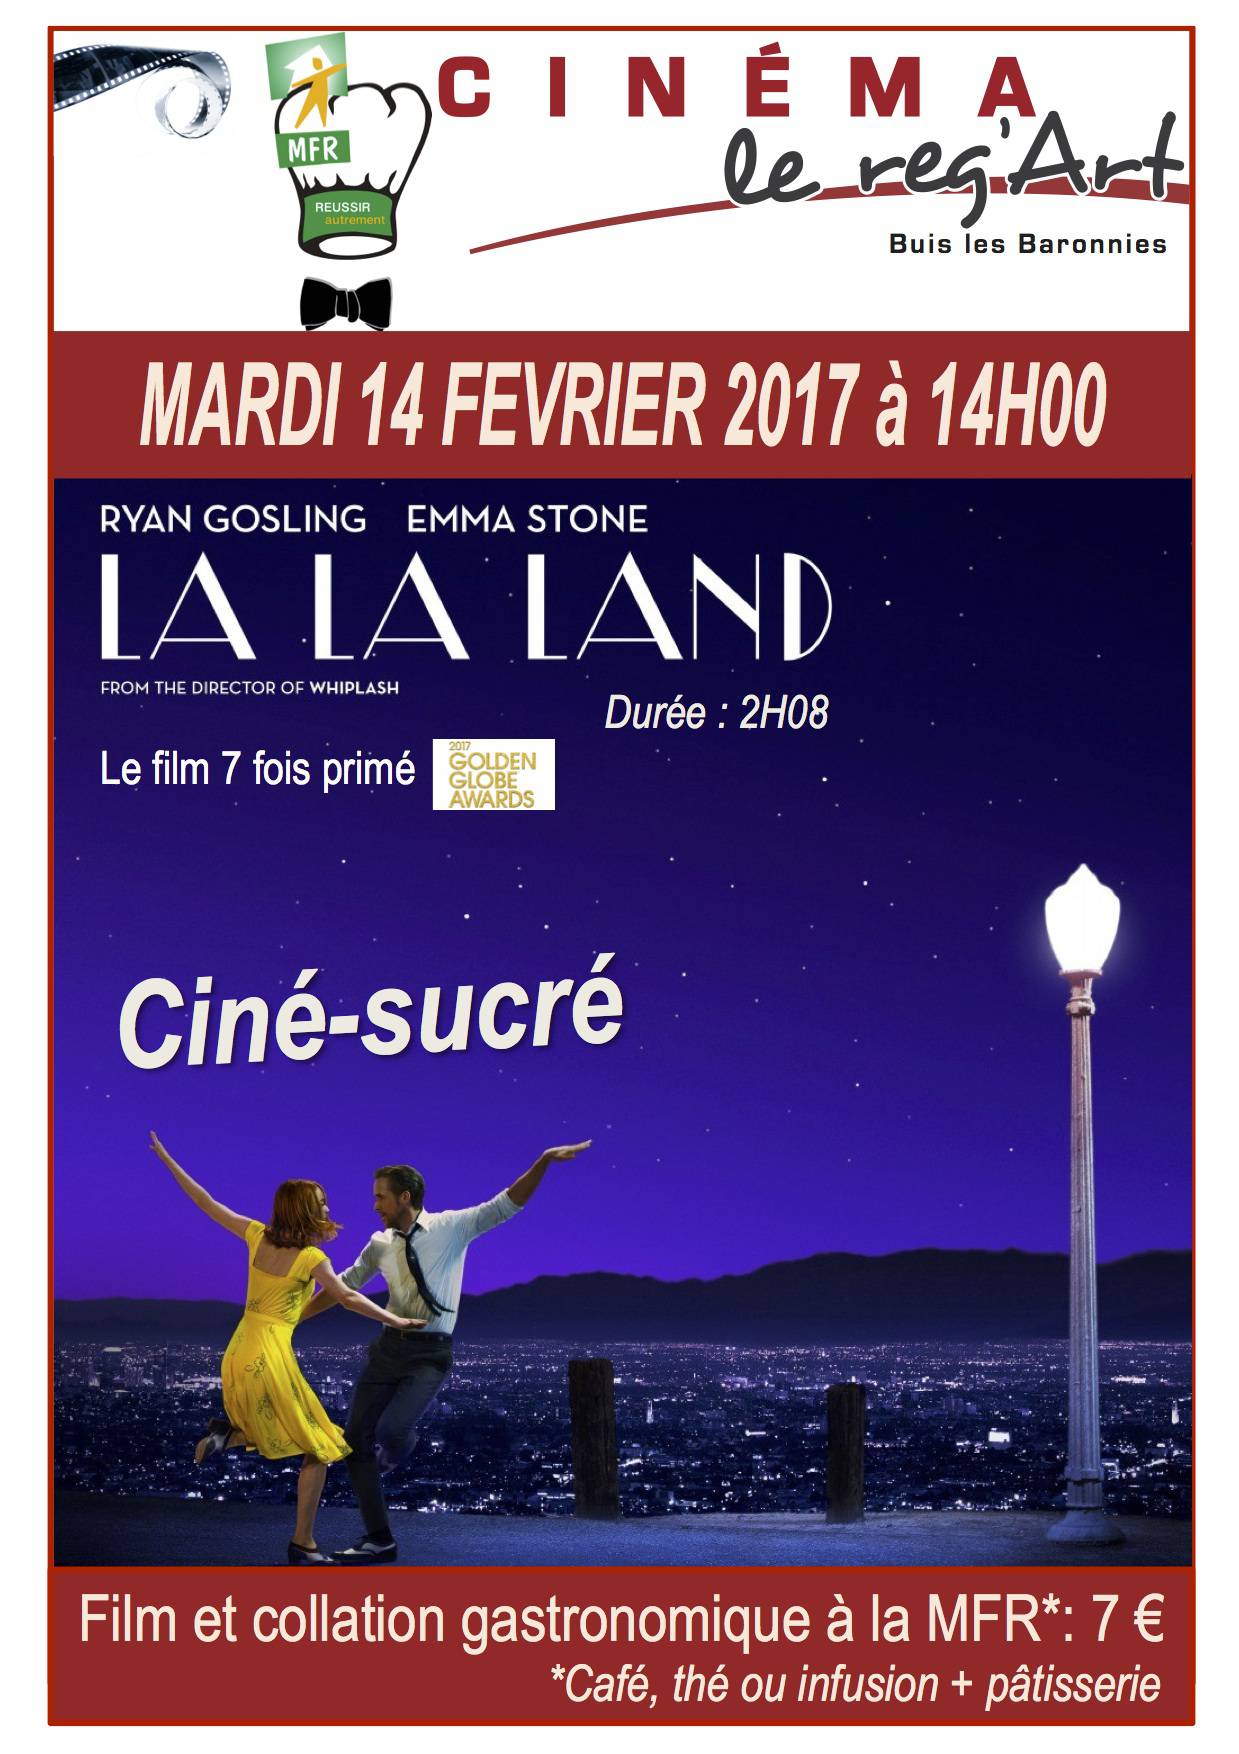 CINÉMA
le reg'Art
Buis les Baronnies
MFR
REUSSIR
autrement
MARDI 14 FEVRIER 2017 à 14H00
RYAN GOSLING EMMA STONE
LA LA LAND
FROM THE DIRECTOR OF WHIPLASH
Durée : 2H08
Le film 7 fois primé
2017
GOLDEN
GLOBE
AWARDS
Ciné-sucré
Film et collation gastronomique à la MFR*: 7 €
*Café, thé ou infusion + pâtisserie